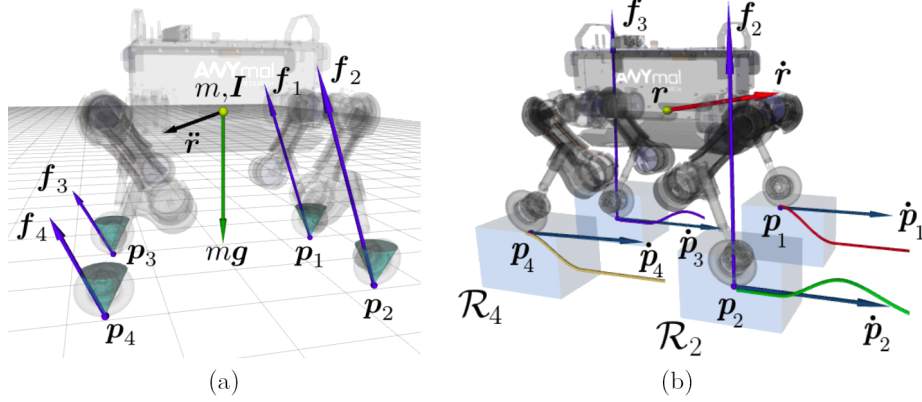 ANYmal
m, I
f₁
f₂
r̈
f₃
f₄
mg
p₁
p₃
p₂
p₄
(a)
f₃
f₂
ANYmal
r
ṙ
p₁
ṗ₁
p₄
ṗ₄
ṗ₃
R₄
p₂
R₂
ṗ₂
(b)